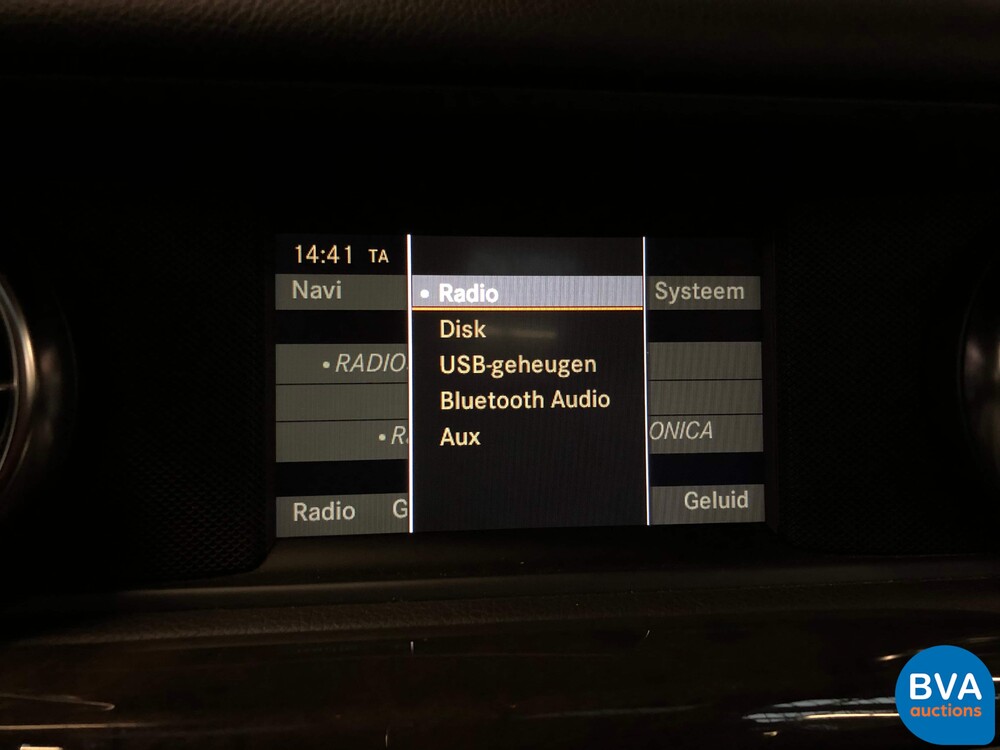 14:41 TA
Navi
• Radio
Systeem
Disk
• RADIO
USB-geheugen
Bluetooth Audio
• R
ONICA
Aux
Radio
G
Geluid
BVA
auctions